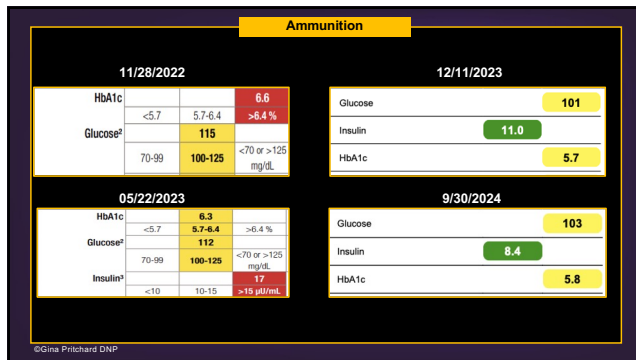 Ammunition
11/28/2022
HbA1c 6.6
<5.7 5.7-6.4 >6.4 %
Glucose² 115
70-99 100-125 <70 or >125
mg/dL
12/11/2023
Glucose 101
Insulin 11.0
HbA1c 5.7
05/22/2023
HbA1c 6.3
<5.7 5.7-6.4 >6.4 %
Glucose² 112
70-99 100-125 <70 or >125
mg/dL
Insulin³ 17
<10 10-15 >15 µU/mL
9/30/2024
Glucose 103
Insulin 8.4
HbA1c 5.8
©Gina Pritchard DNP